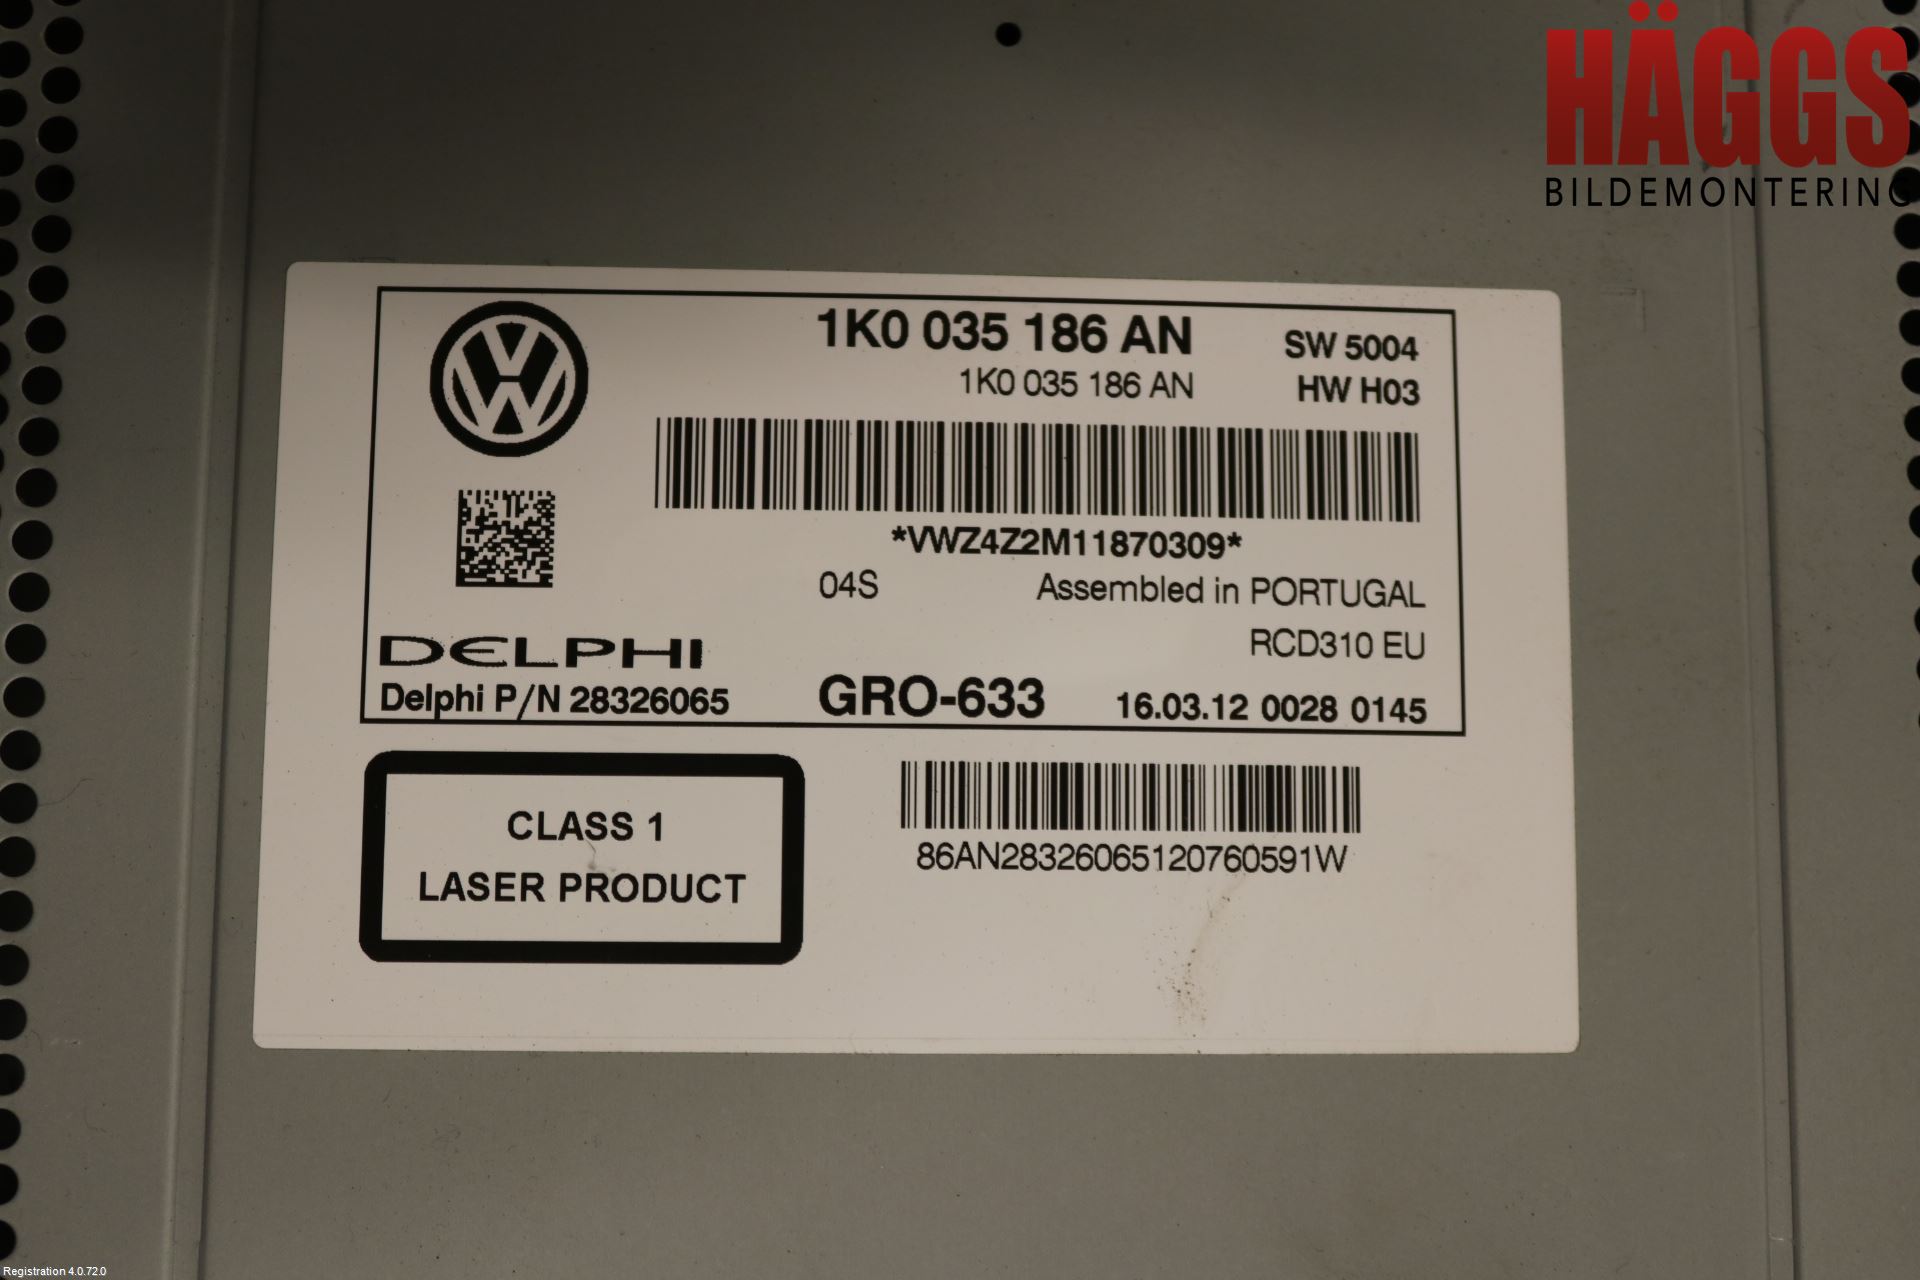 HÄGGS
BILDEMONTERING
1K0 035 186 AN
SW 5004
1K0 035 186 AN
HW H03
*VWZ4Z2M11870309*
04S
Assembled in PORTUGAL
RCD310 EU
DELPHI
Delphi P/N 28326065
GRO-633
16.03.12 0028 0145
CLASS 1
LASER PRODUCT
86AN28326065120760591W
Registration 4.0.72.0